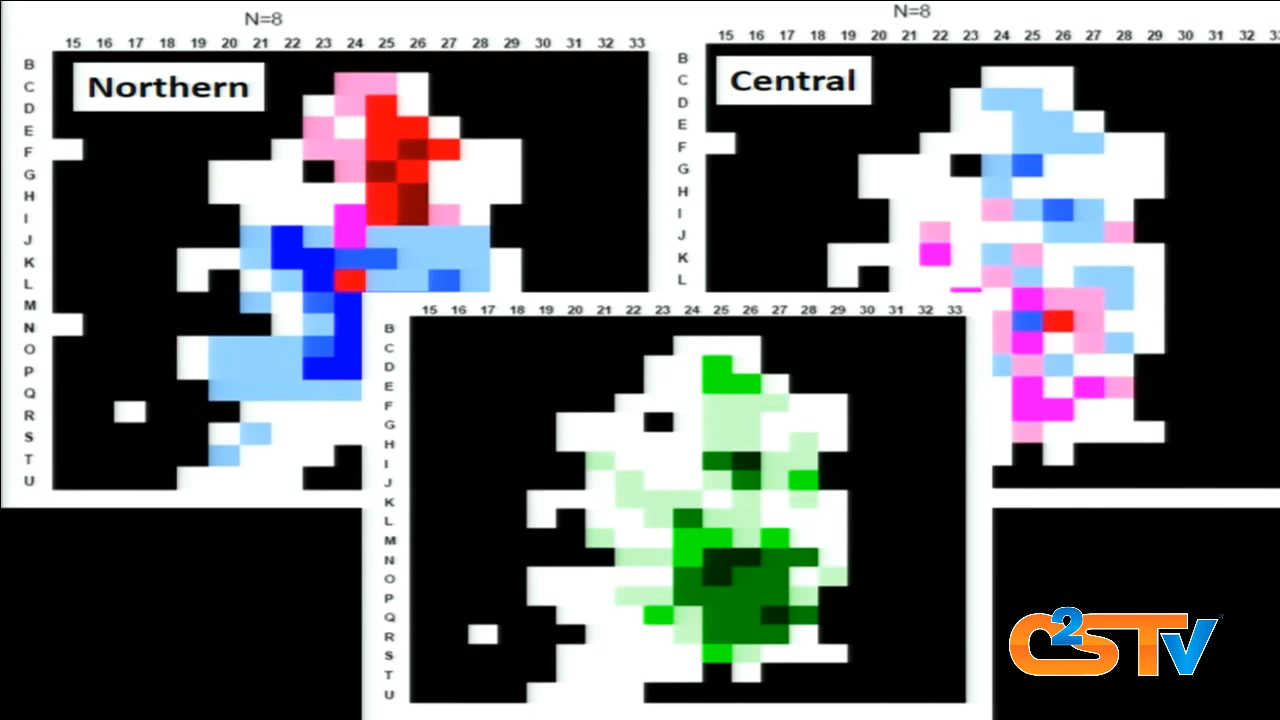 N=8
15 16 17 18 19 20 21 22 23 24 25 26 27 28 29 30 31 32 33
Northern
B
C
D
E
F
G
H
I
J
K
L
M
N
O
P
Q
R
S
T
U
N=8
15 16 17 18 19 20 21 22 23 24 25 26 27 28 29 30 31 32
Central
B
C
D
E
F
G
H
I
J
K
L
15 16 17 18 19 20 21 22 23 24 25 26 27 28 29 30 31 32 33
B
C
D
E
F
G
H
I
J
K
L
M
N
O
P
Q
R
S
T
U
C2STV